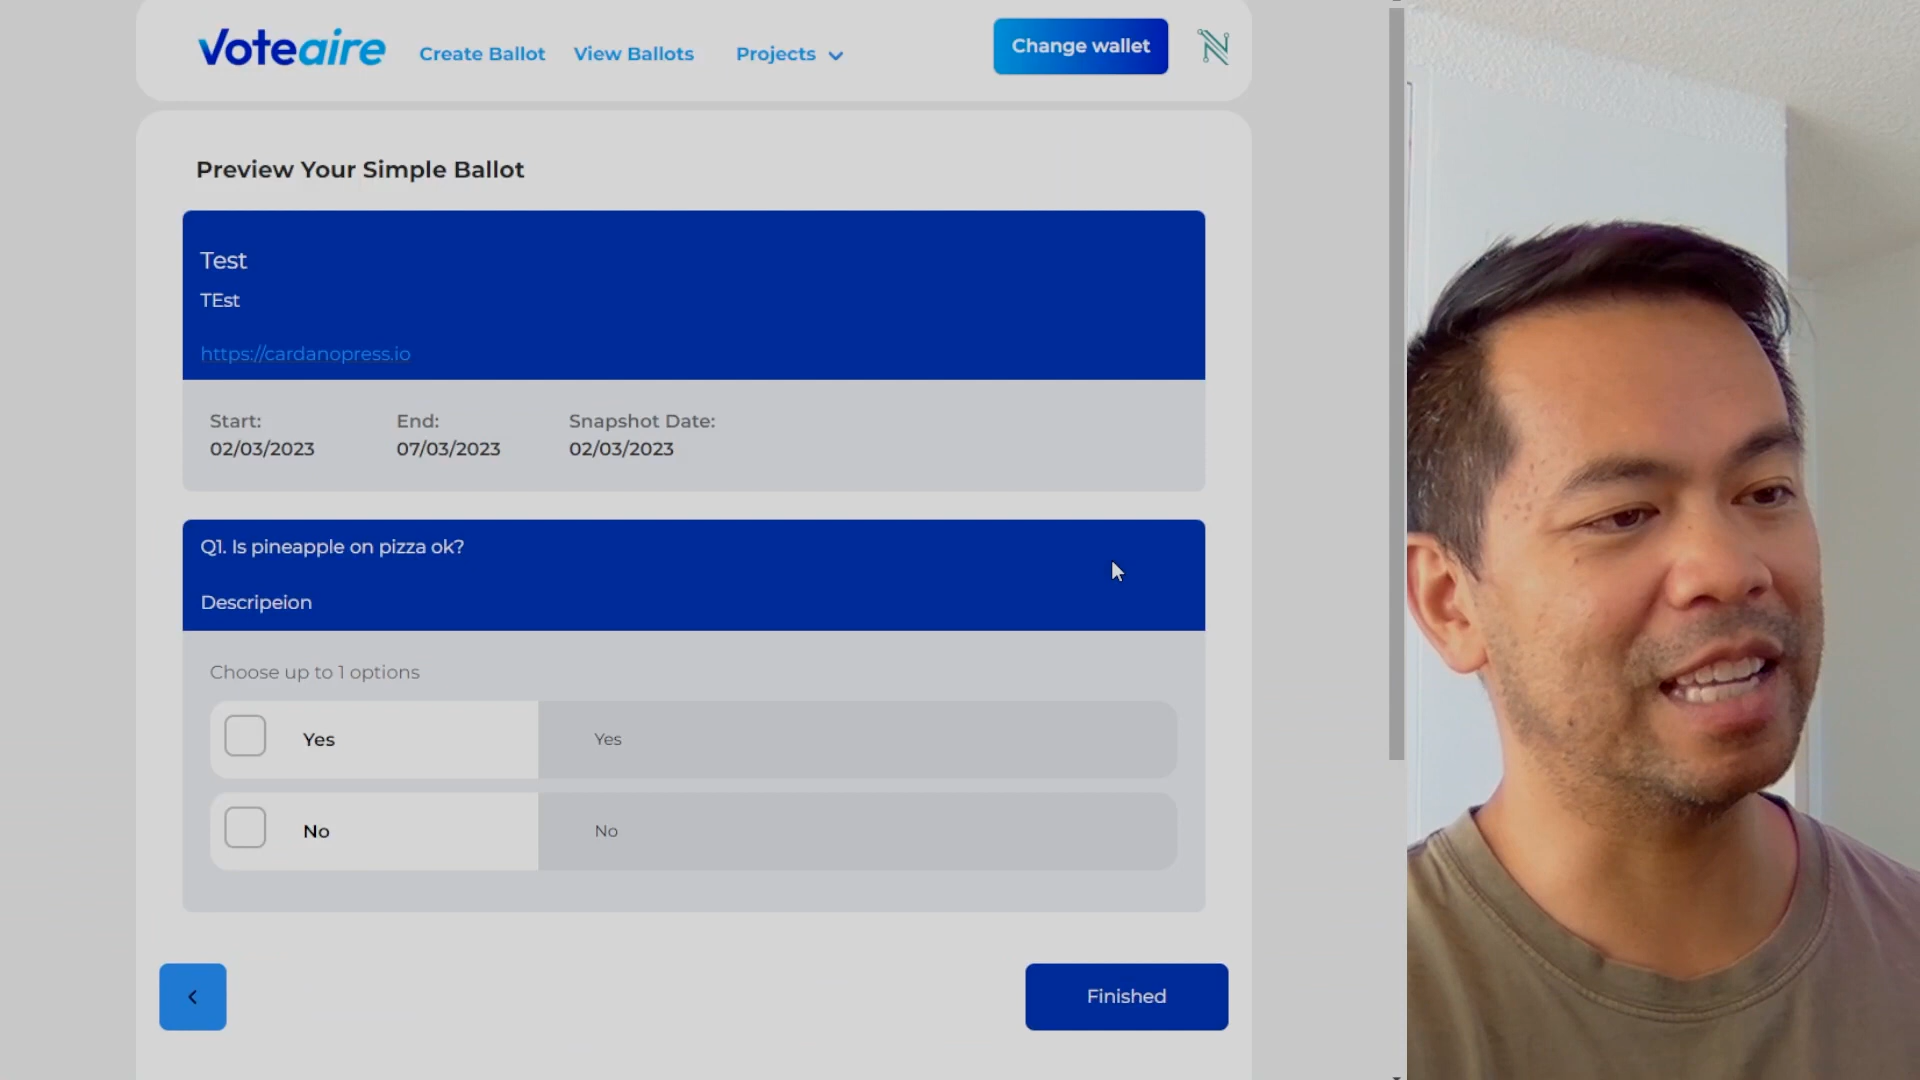 Voteaire
Create Ballot
View Ballots
Projects
Change wallet
Preview Your Simple Ballot
Test
TEst
https://cardanopress.io
Start:
02/03/2023
End:
07/03/2023
Snapshot Date:
02/03/2023
Q1. Is pineapple on pizza ok?
Descripeion
Choose up to 1 options
Yes
Yes
No
No
Finished